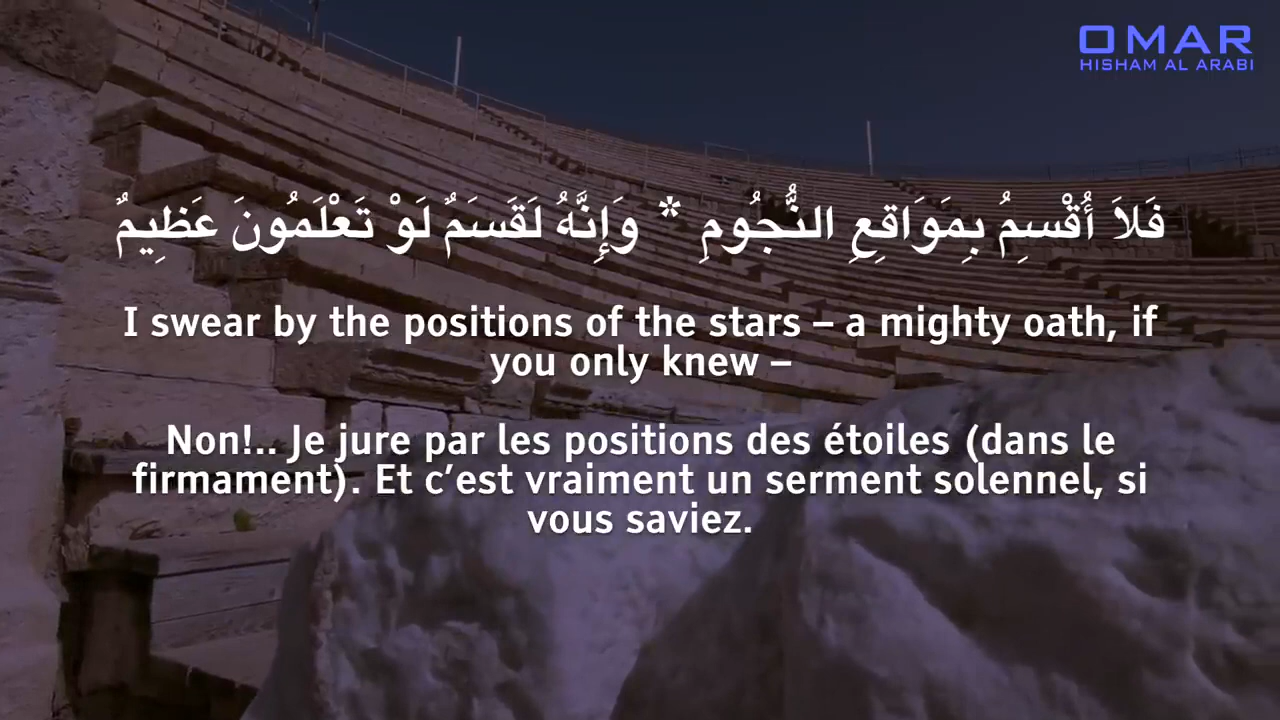 OMAR
HISHAM AL ARABI
فَلاَ أُقْسِمُ بِمَوَاقِعِ النُّجُومِ * وَإِنَّهُ لَقَسَمٌ لَوْ تَعْلَمُونَ عَظِيمٌ
I swear by the positions of the stars – a mighty oath, if
you only knew –
Non!.. Je jure par les positions des étoiles (dans le
firmament). Et c’est vraiment un serment solennel, si
vous saviez.